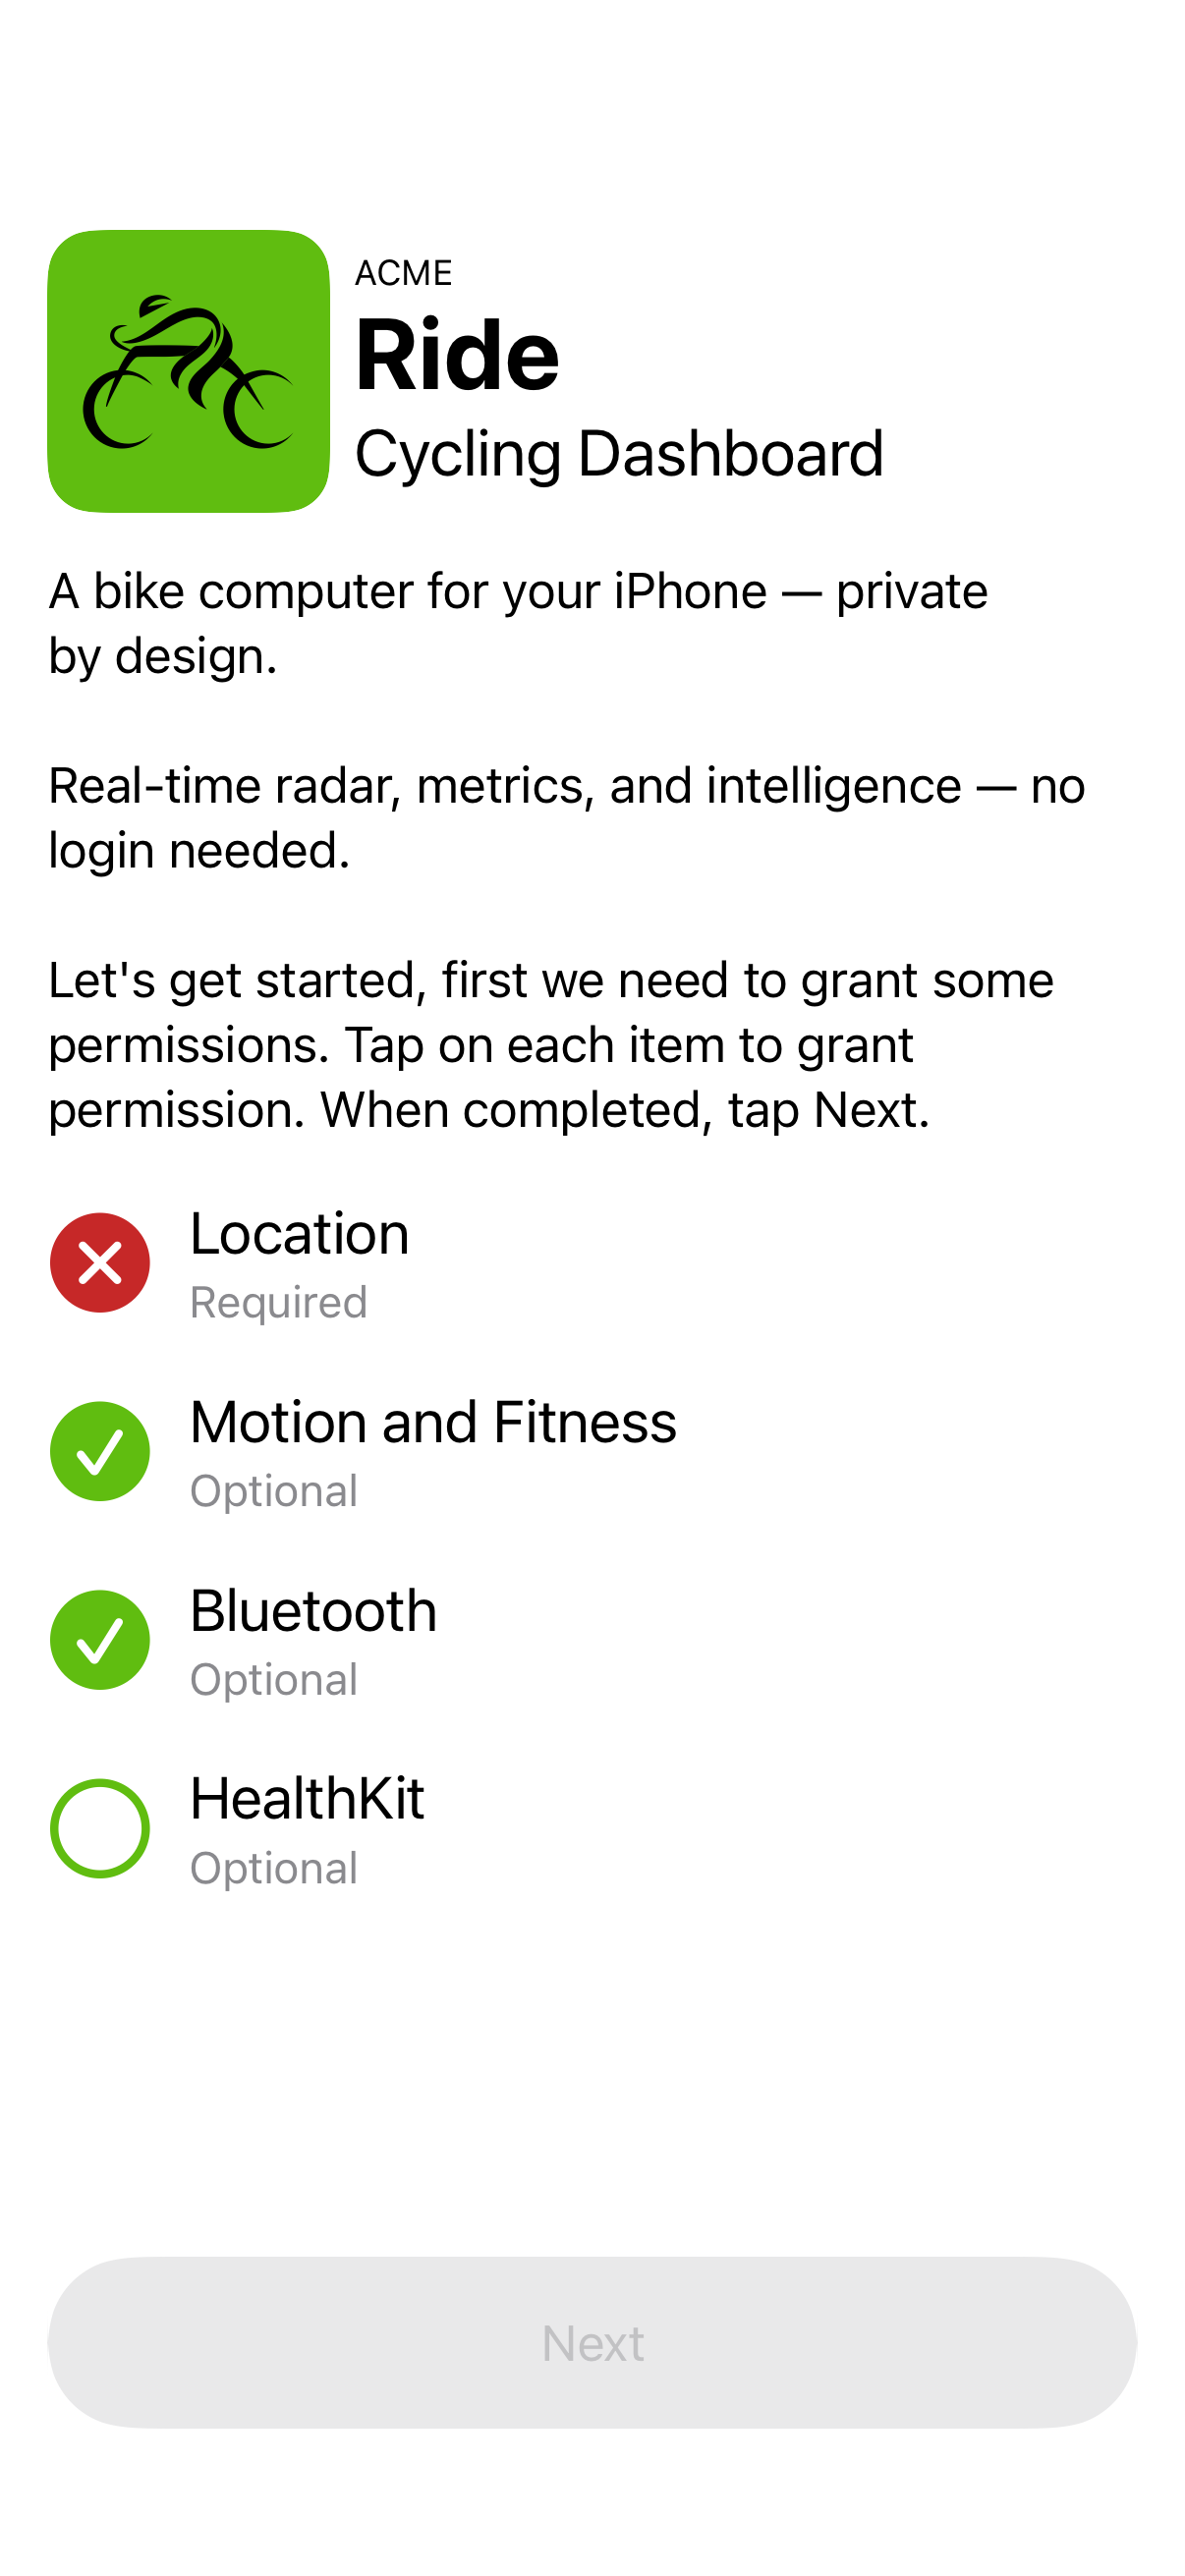 ACME
Ride
Cycling Dashboard
A bike computer for your iPhone — private
by design.
Real-time radar, metrics, and intelligence — no
login needed.
Let's get started, first we need to grant some
permissions. Tap on each item to grant
permission. When completed, tap Next.
Location
Required
Motion and Fitness
Optional
Bluetooth
Optional
HealthKit
Optional
Next